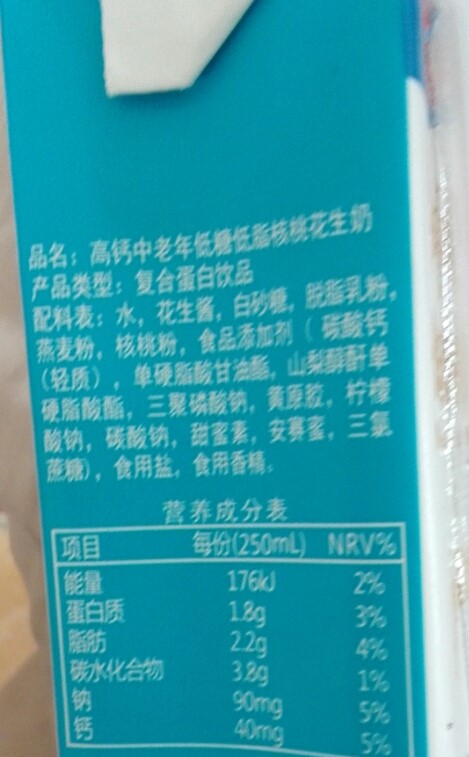 品名：高钙中老年低糖低脂核桃花生奶
产品类型：复合蛋白饮品
配料表：水，花生酱，白砂糖，脱脂乳粉，
燕麦粉，核桃粉，食品添加剂（碳酸钙
（轻质），单硬脂酸甘油酯，山梨醇酐单
硬脂酸酯，三聚磷酸钠，黄原胶，柠檬
酸钠，碳酸钠，甜蜜素，安赛蜜，三氯
蔗糖），食用盐，食用香精。
营养成分表
项目 每份(250mL) NRV%
能量 176kJ 2%
蛋白质 1.8g 3%
脂肪 2.2g 4%
碳水化合物 3.8g 1%
钠 90mg 5%
钙 40mg 5%